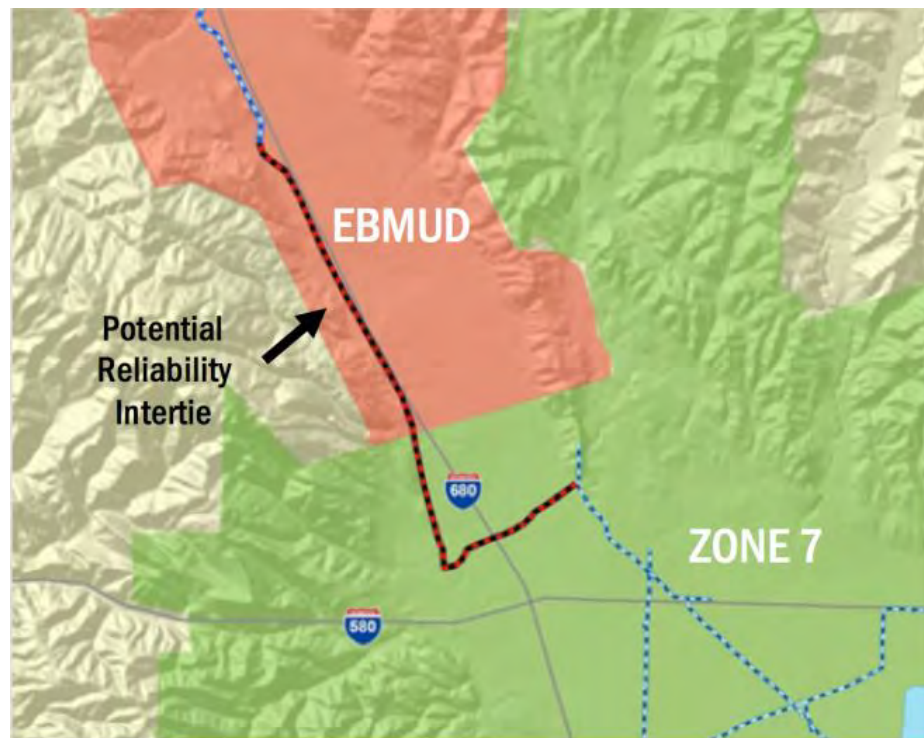 EBMUD
Potential
Reliability
Intertie
680
ZONE 7
580